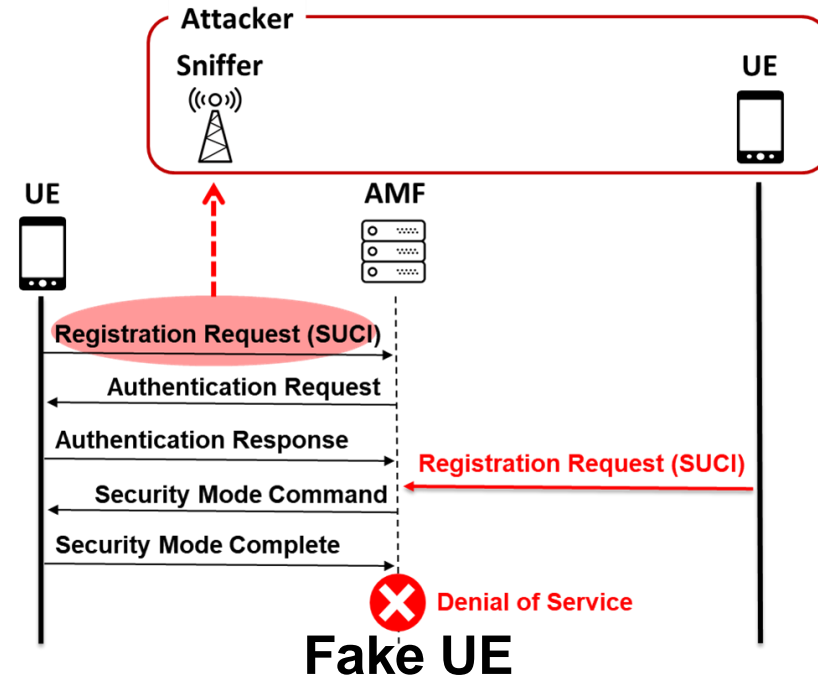 Attacker
Sniffer
UE
UE
AMF
Registration Request (SUCI)
Authentication Request
Authentication Response
Registration Request (SUCI)
Security Mode Command
Security Mode Complete
Denial of Service
Fake UE